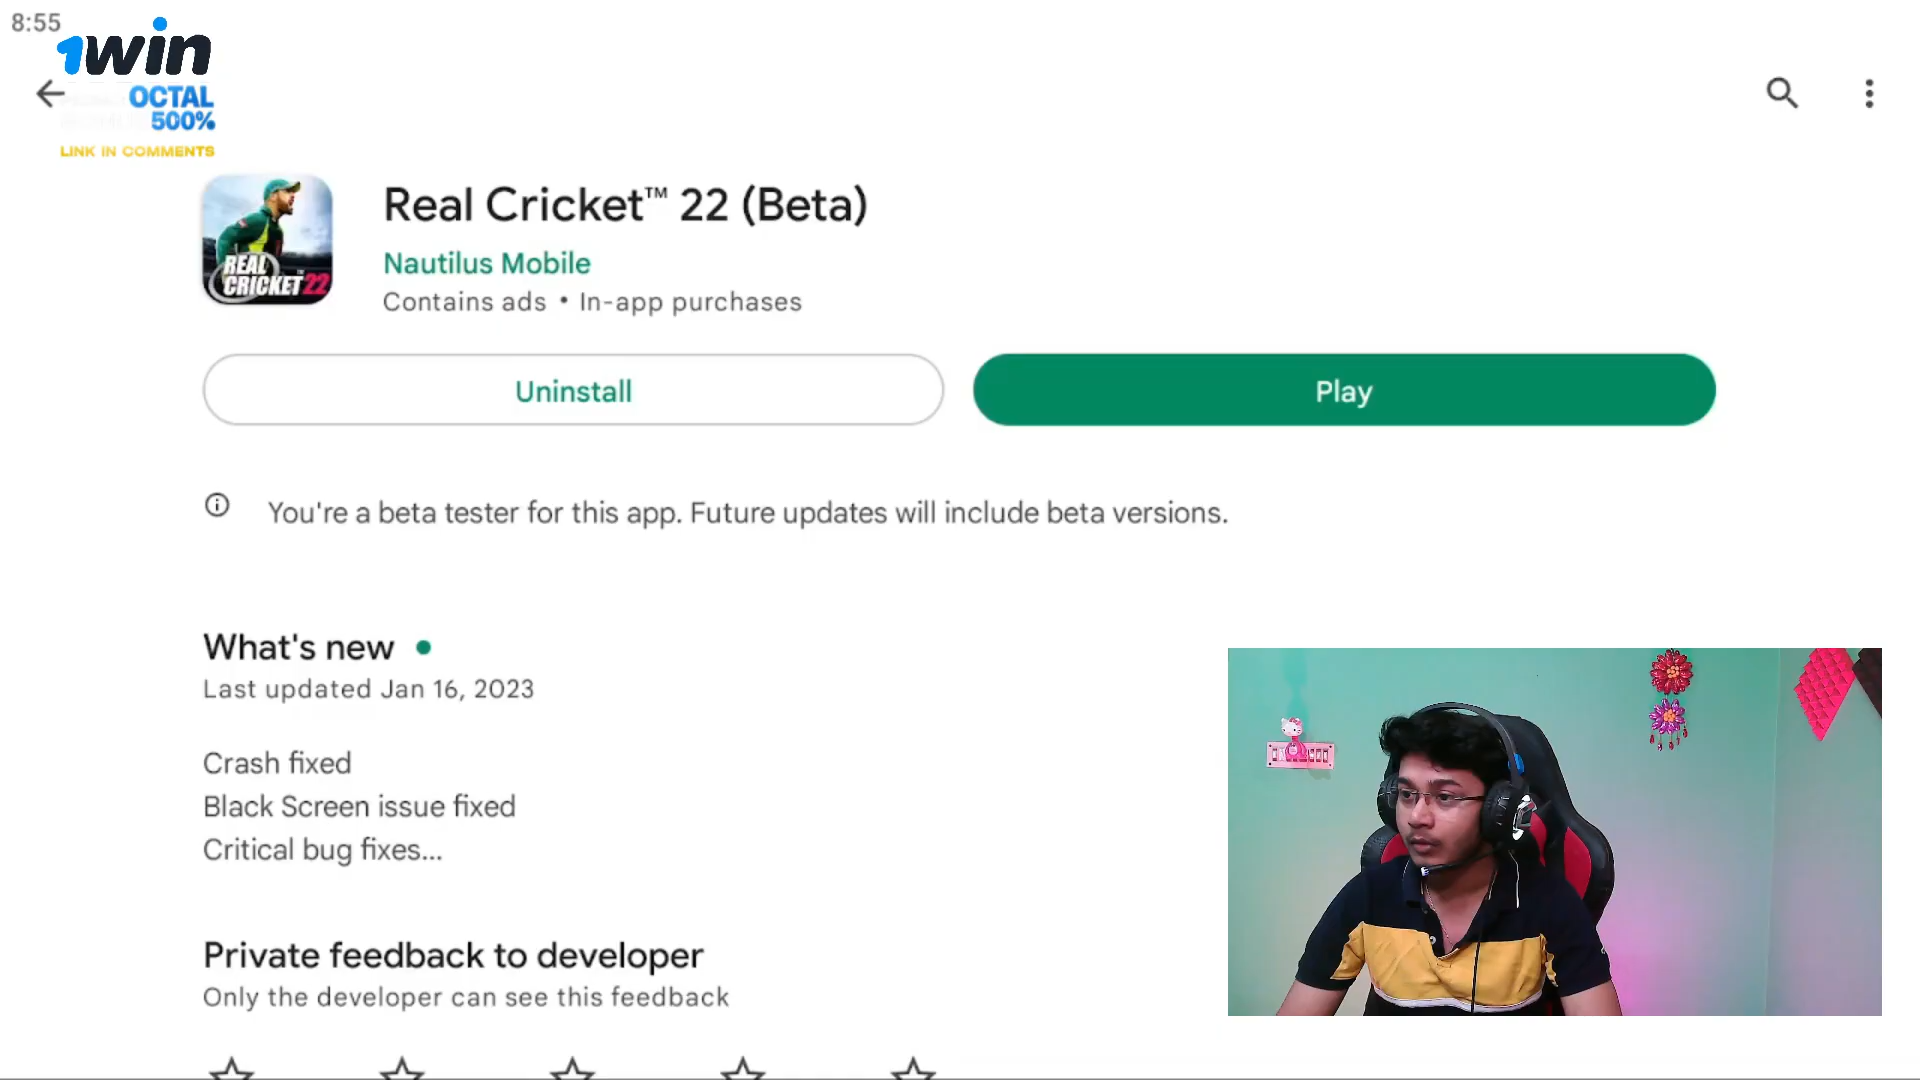 8:55
1win
OCTAL
500%
LINK IN COMMENTS
Real Cricket™ 22 (Beta)
Nautilus Mobile
Contains ads • In-app purchases
REAL
CRICKET 22
Uninstall
Play
You're a beta tester for this app. Future updates will include beta versions.
What's new
Last updated Jan 16, 2023
Crash fixed
Black Screen issue fixed
Critical bug fixes...
Private feedback to developer
Only the developer can see this feedback